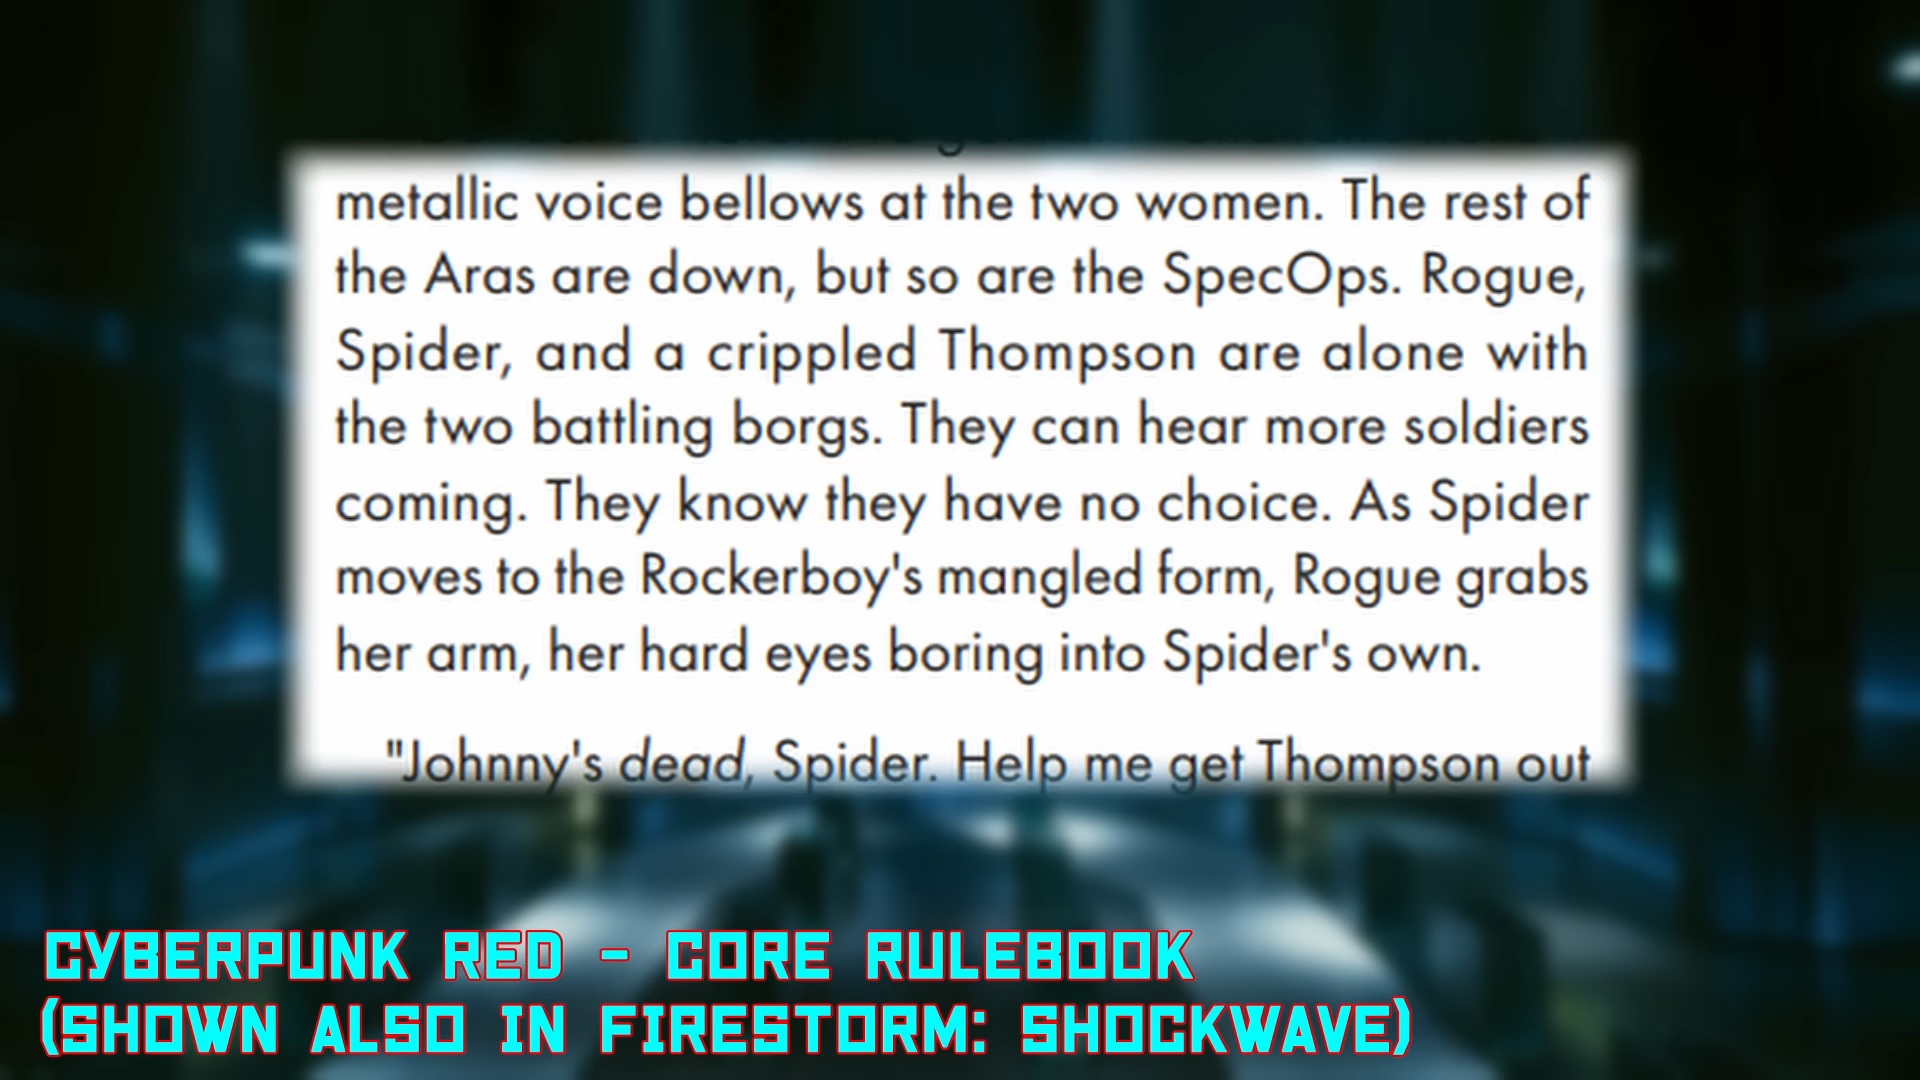 metallic voice bellows at the two women. The rest of
the Aras are down, but so are the SpecOps. Rogue,
Spider, and a crippled Thompson are alone with
the two battling borgs. They can hear more soldiers
coming. They know they have no choice. As Spider
moves to the Rockerboy's mangled form, Rogue grabs
her arm, her hard eyes boring into Spider's own.
"Johnny's dead, Spider. Help me get Thompson out
CYBERPUNK RED - CORE RULEBOOK
(SHOWN ALSO IN FIRESTORM: SHOCKWAVE)